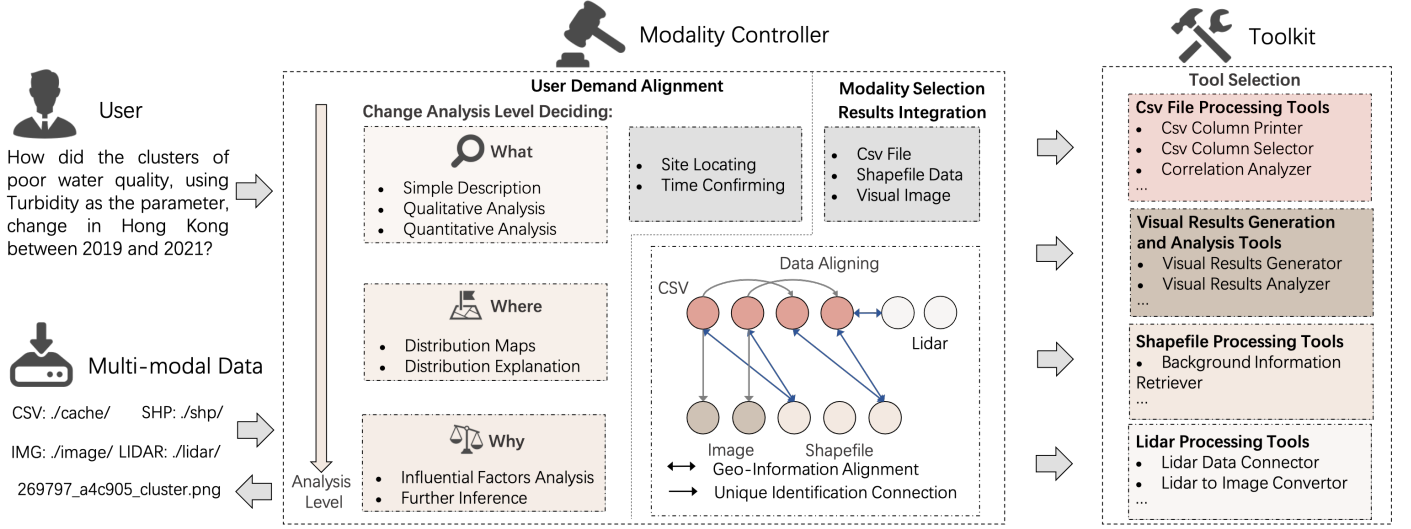 Modality Controller
Toolkit
User
How did the clusters of
poor water quality, using
Turbidity as the parameter,
change in Hong Kong
between 2019 and 2021?
Multi-modal Data
CSV: ./cache/ SHP: ./shp/
IMG: ./image/ LIDAR: ./lidar/
269797_a4c905_cluster.png
Analysis
Level
User Demand Alignment
Change Analysis Level Deciding:
What
• Simple Description
• Qualitative Analysis
• Quantitative Analysis
Where
• Distribution Maps
• Distribution Explanation
Why
• Influential Factors Analysis
• Further Inference
• Site Locating
• Time Confirming
Modality Selection
Results Integration
• Csv File
• Shapefile Data
• Visual Image
Data Aligning
CSV
Lidar
Image
Shapefile
Geo-Information Alignment
Unique Identification Connection
Tool Selection
Csv File Processing Tools
• Csv Column Printer
• Csv Column Selector
• Correlation Analyzer
...
Visual Results Generation
and Analysis Tools
• Visual Results Generator
• Visual Results Analyzer
...
Shapefile Processing Tools
• Background Information
Retriever
...
Lidar Processing Tools
• Lidar Data Connector
• Lidar to Image Convertor
...